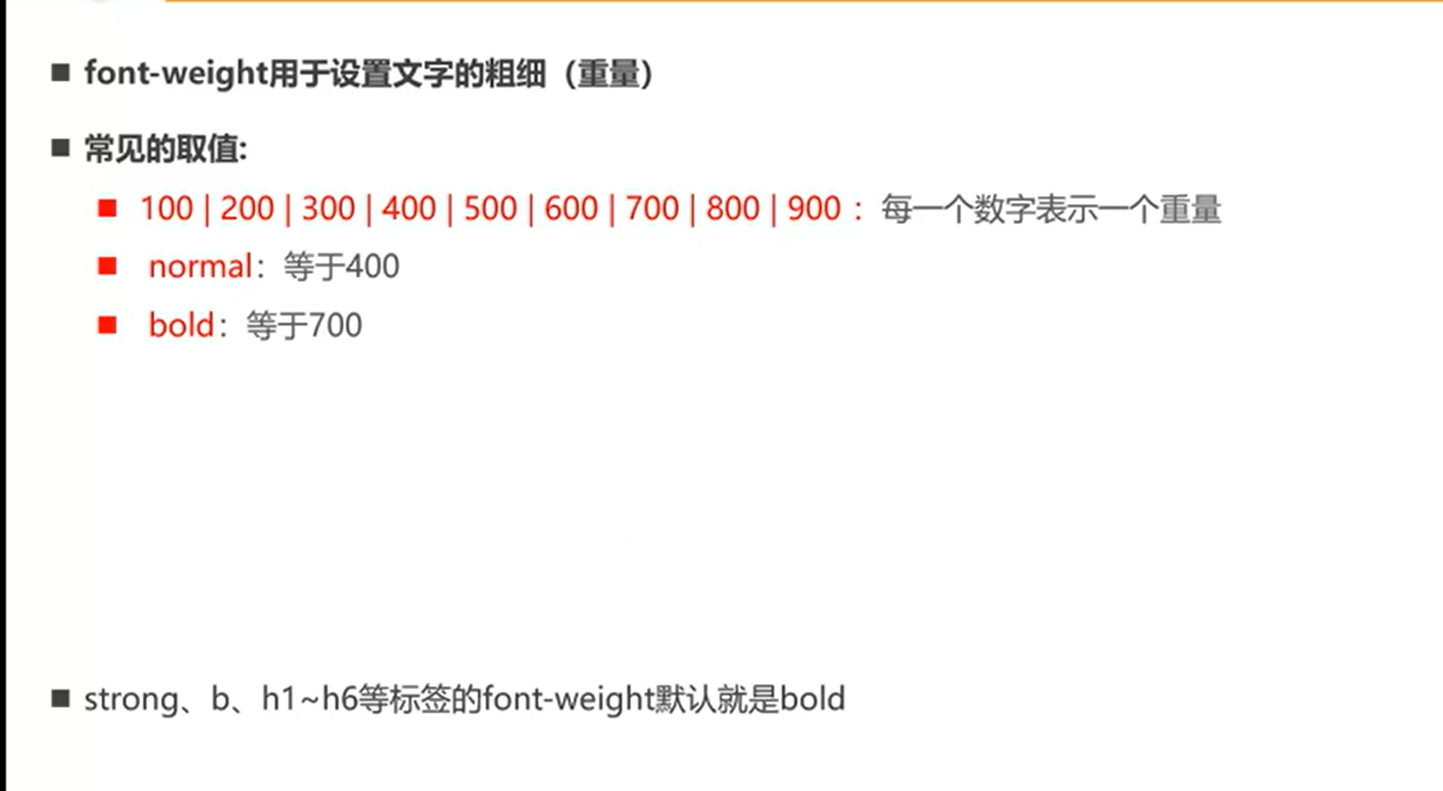 font-weight用于设置文字的粗细（重量）
常见的取值:
100 | 200 | 300 | 400 | 500 | 600 | 700 | 800 | 900 ：每一个数字表示一个重量
normal：等于400
bold：等于700
strong、b、h1~h6等标签的font-weight默认就是bold